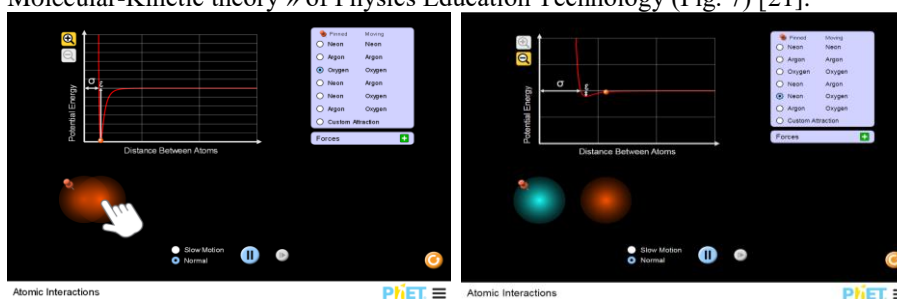 Molecular-Kinetic theory » of Physics Education Technology (Fig. 7) [21].
Potential Energy
σ
Distance Between Atoms
Pinned Moving
Neon Neon
Argon Argon
Oxygen Oxygen
Neon Argon
Neon Oxygen
Argon Oxygen
Custom Attraction
Forces
Slow Motion
Normal
Atomic Interactions
PhET
Potential Energy
σ
Distance Between Atoms
Pinned Moving
Neon Neon
Argon Argon
Oxygen Oxygen
Neon Argon
Neon Oxygen
Argon Oxygen
Custom Attraction
Forces
Slow Motion
Normal
Atomic Interactions
PhET